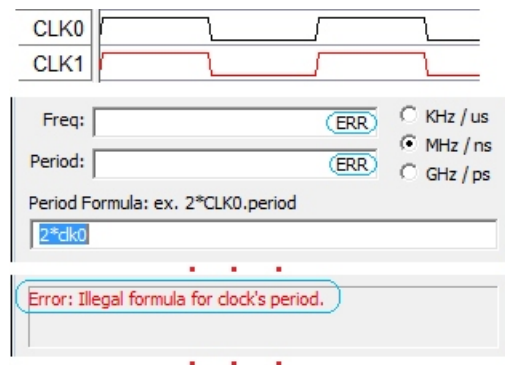 CLK0
CLK1
Freq: ERR KHz / us
MHz / ns
Period: ERR GHz / ps
Period Formula: ex. 2*CLK0.period
2*clk0
Error: Illegal formula for clock's period.